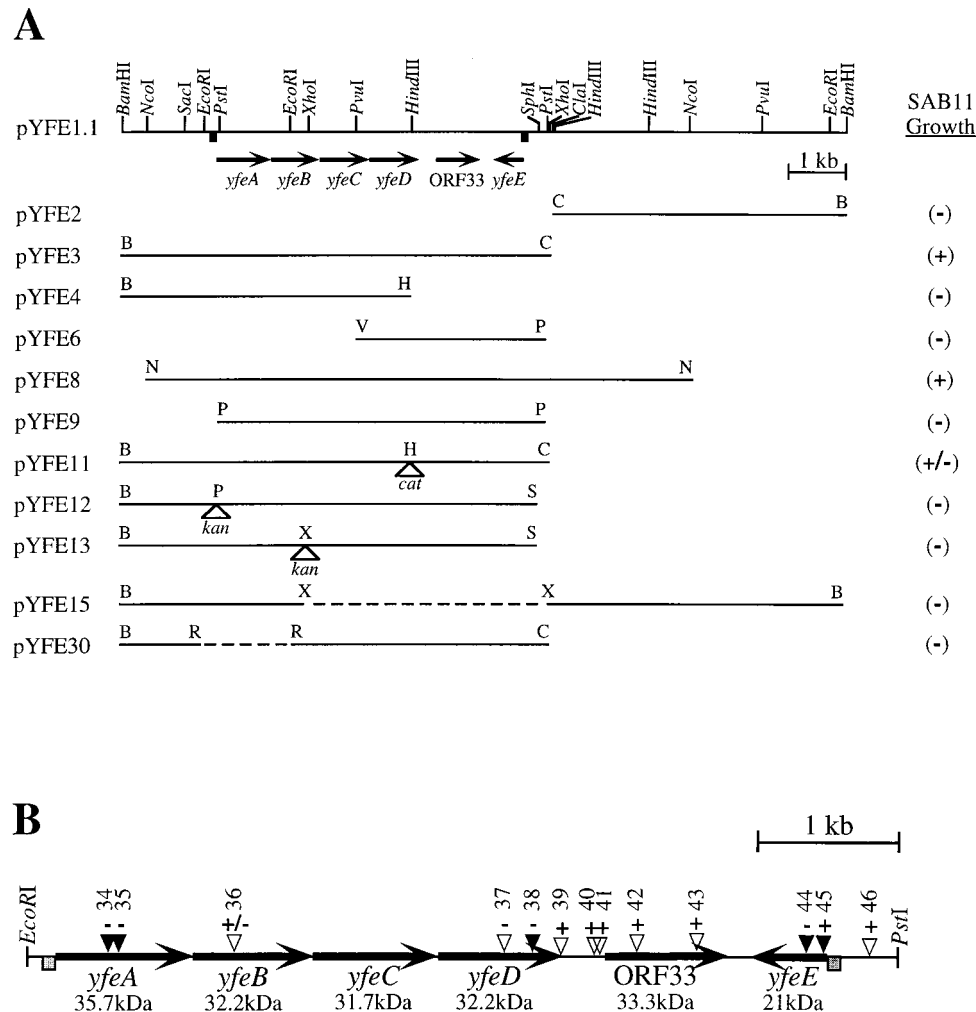 A
BamHI NcoI SacI EcoRI PstI EcoRI XhoI PvuI HindIII SphI PstI XhoI ClaI HindIII HindIII NcoI PvuI EcoRI BamHI
SAB11
Growth
pYFE1.1
1 kb
yfeA yfeB yfeC yfeD ORF33 yfeE
pYFE2 C B (-)
pYFE3 B C (+)
pYFE4 B H (-)
pYFE6 V P (-)
pYFE8 N N (+)
pYFE9 P P (-)
pYFE11 B H C (+/-)
cat
pYFE12 B P S (-)
kan
pYFE13 B X S (-)
kan
pYFE15 B X X B (-)
pYFE30 B R R C (-)
B
1 kb
EcoRI 34 35 36 37 38 39 40 41 42 43 44 45 46 PstI
- - +/- - - + + + + + - + +
yfeA yfeB yfeC yfeD ORF33 yfeE
35.7kDa 32.2kDa 31.7kDa 32.2kDa 33.3kDa 21kDa